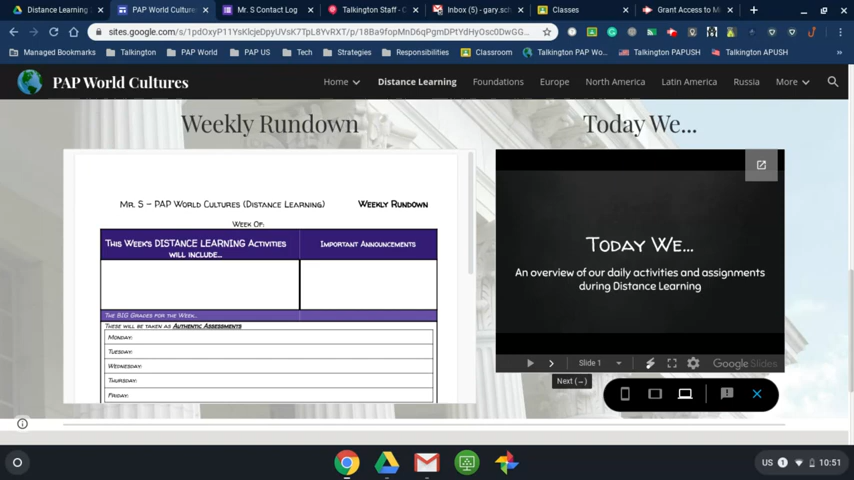 Distance Learning
PAP World Cultures
Mr. S Contact Log
Talkington Staff - C
Inbox (5) - gary.sch
Classes
Grant Access to M
sites.google.com/s/1pdOxyP11YsKlcjeDpyUVsK7TpL8YvRXT/p/18Ba9fopMnD6qPgmDPtYdHyOsc0DwGG...
Managed Bookmarks
Talkington
PAP World
PAP US
Tech
Strategies
Responsibilities
Classroom
Talkington PAP Wo...
Talkington PAPUSH
Talkington APUSH
PAP World Cultures
Home
Distance Learning
Foundations
Europe
North America
Latin America
Russia
More
Weekly Rundown
Today We...
Mr. S – PAP World Cultures (Distance Learning)
Weekly Rundown
Week Of:
This Week's DISTANCE LEARNING Activities
will include...
Important Announcements
The BIG Grades for the Week...
These will be taken as Authentic Assessments
Monday:
Tuesday:
Wednesday:
Thursday:
Friday:
Today We...
An overview of our daily activities and assignments
during Distance Learning
Slide 1
Google Slides
Next (→)
US
1
10:51